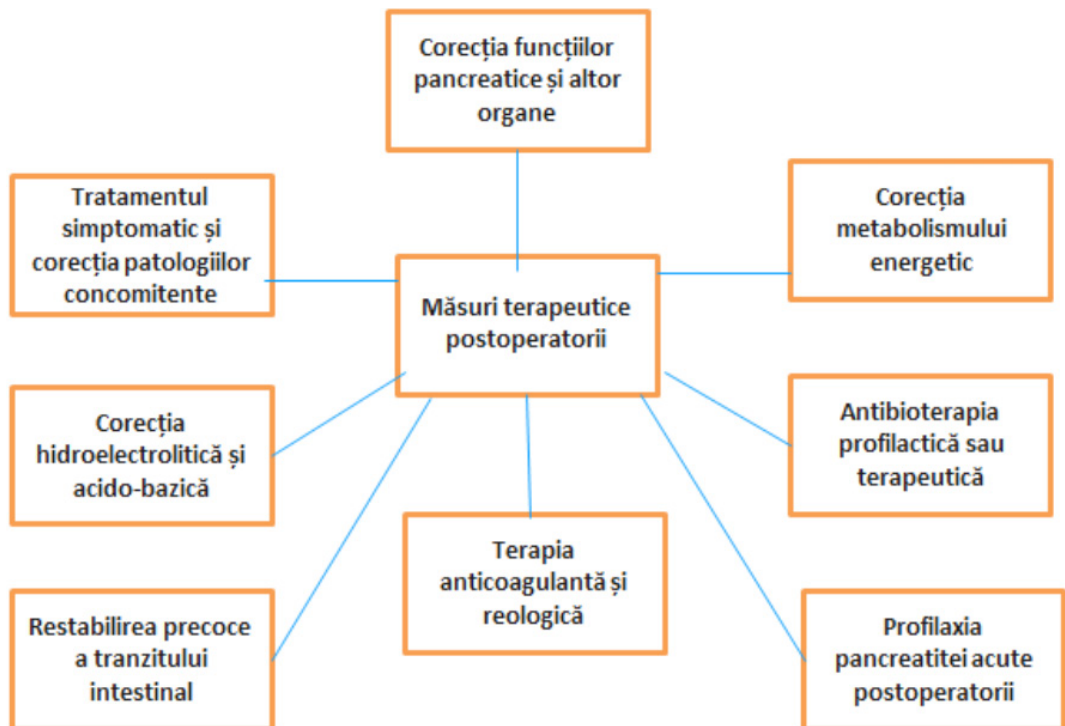 Corecția funcțiilor
pancreatice și altor
organe
Tratamentul
simptomatic și
corecția patologiilor
concomitente
Corecția
metabolismului
energetic
Măsuri terapeutice
postoperatorii
Corecția
hidroelectrolitică și
acido-bazică
Antibioterapia
profilactică sau
terapeutică
Terapia
anticoagulantă și
reologică
Restabilirea precoce
a tranzitului
intestinal
Profilaxia
pancreatitei acute
postoperatorii